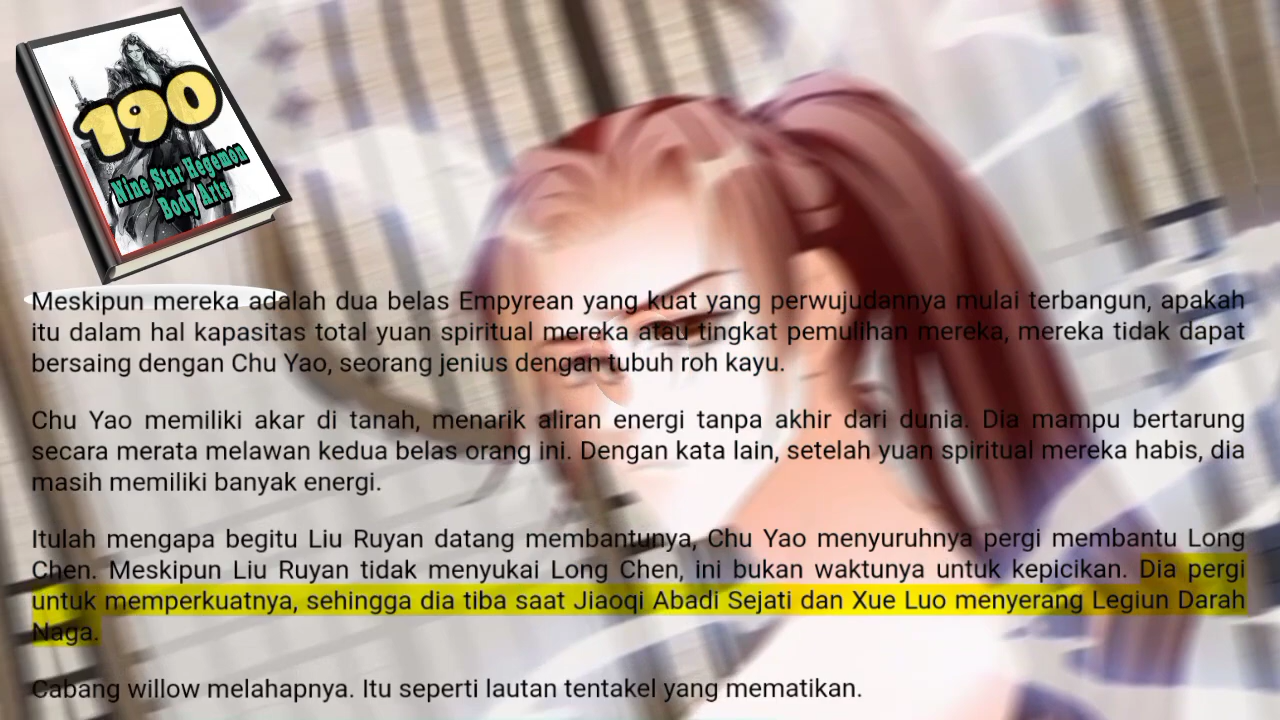 190
Nine Star Hegemon
Body Arts
Meskipun mereka adalah dua belas Empyrean yang kuat yang perwujudannya mulai terbangun, apakah
itu dalam hal kapasitas total yuan spiritual mereka atau tingkat pemulihan mereka, mereka tidak dapat
bersaing dengan Chu Yao, seorang jenius dengan tubuh roh kayu.
Chu Yao memiliki akar di tanah, menarik aliran energi tanpa akhir dari dunia. Dia mampu bertarung
secara merata melawan kedua belas orang ini. Dengan kata lain, setelah yuan spiritual mereka habis, dia
masih memiliki banyak energi.
Itulah mengapa begitu Liu Ruyan datang membantunya, Chu Yao menyuruhnya pergi membantu Long
Chen. Meskipun Liu Ruyan tidak menyukai Long Chen, ini bukan waktunya untuk kepicikan. Dia pergi
untuk memperkuatnya, sehingga dia tiba saat Jiaoqi Abadi Sejati dan Xue Luo menyerang Legiun Darah
Naga.
Cabang willow melahapnya. Itu seperti lautan tentakel yang mematikan.